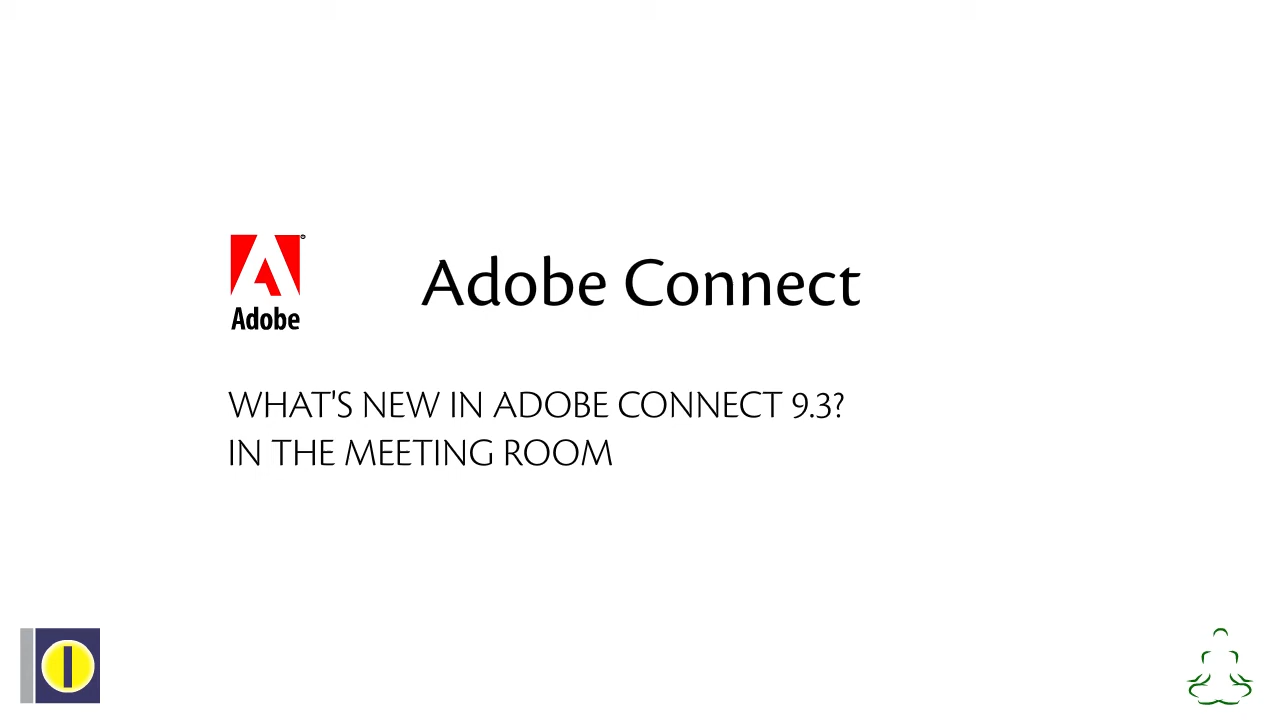 Adobe Connect
Adobe
WHAT'S NEW IN ADOBE CONNECT 9.3?
IN THE MEETING ROOM